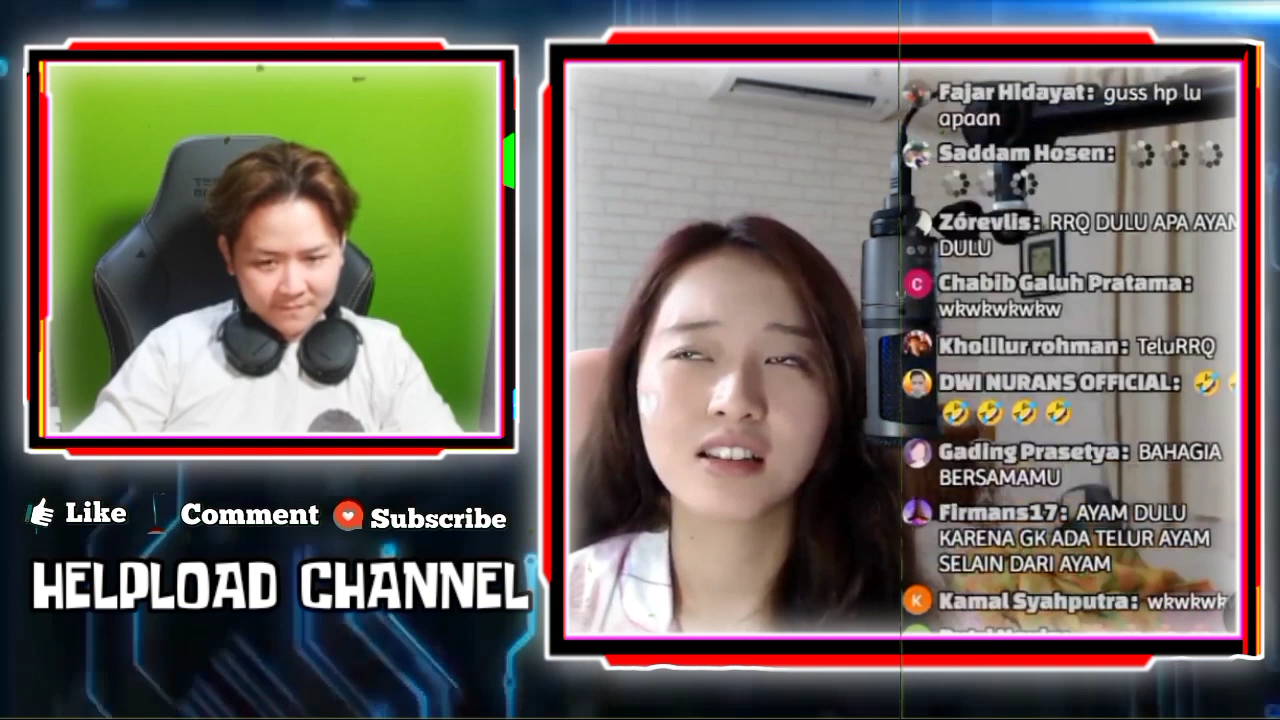 Fajar Hidayat: guss hp lu
apaan
Saddam Hosen:
Zórevlis: RRQ DULU APA AYAM
DULU
C
Chabib Galuh Pratama:
wkwkwkwkw
Kholilur rohman: TeluRRQ
DWI NURANS OFFICIAL:
Gading Prasetya: BAHAGIA
BERSAMAMU
Firmans17: AYAM DULU
KARENA GK ADA TELUR AYAM
SELAIN DARI AYAM
K
Kamal Syahputra: wkwkwk
Like Comment Subscribe
HELPLOAD CHANNEL